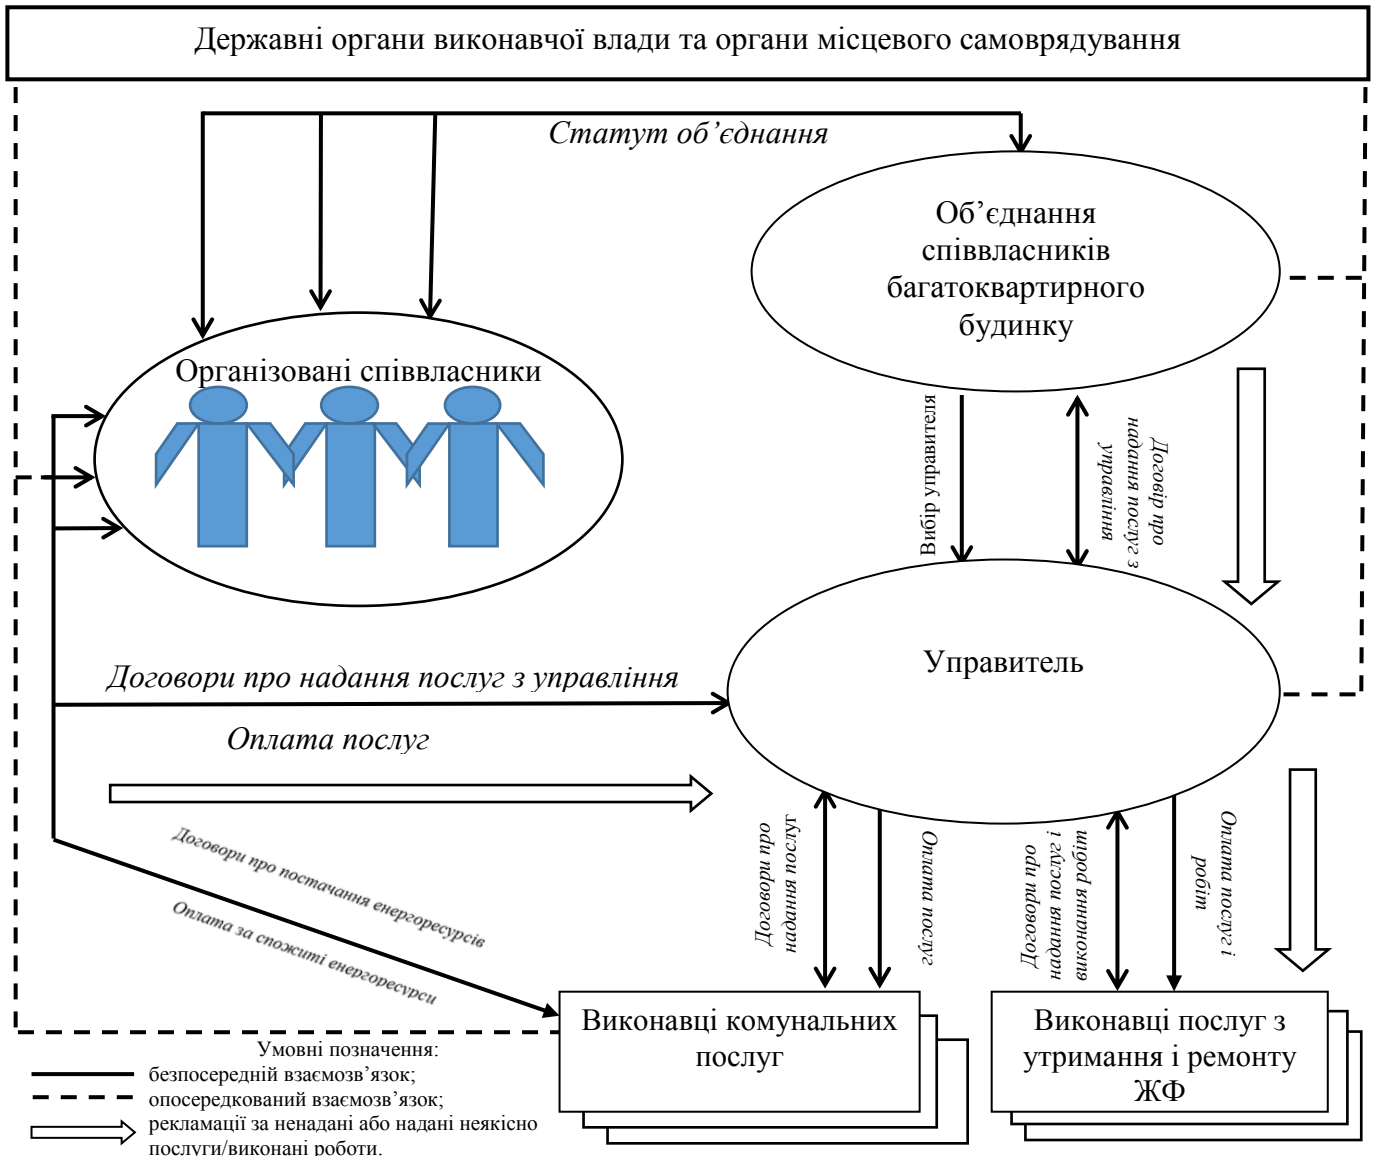 Державні органи виконавчої влади та органи місцевого самоврядування
Статут об’єднання
Об’єднання
співвласників
багатоквартирного
будинку
Організовані співвласники
Вибір управителя
Договір про
надання послуг з
управління
Управитель
Договори про надання послуг з управління
Оплата послуг
Договори про постачання енергоресурсів
Оплата за спожиті енергоресурси
Договори про
надання послуг
Оплата послуг
Договори про
надання послуг і
виконання робіт
Оплата послуг і
робіт
Виконавці комунальних
послуг
Виконавці послуг з
утримання і ремонту
ЖФ
Умовні позначення:
безпосередній взаємозв’язок;
опосередкований взаємозв’язок;
рекламації за ненадані або надані неякісно
послуги/виконані роботи.